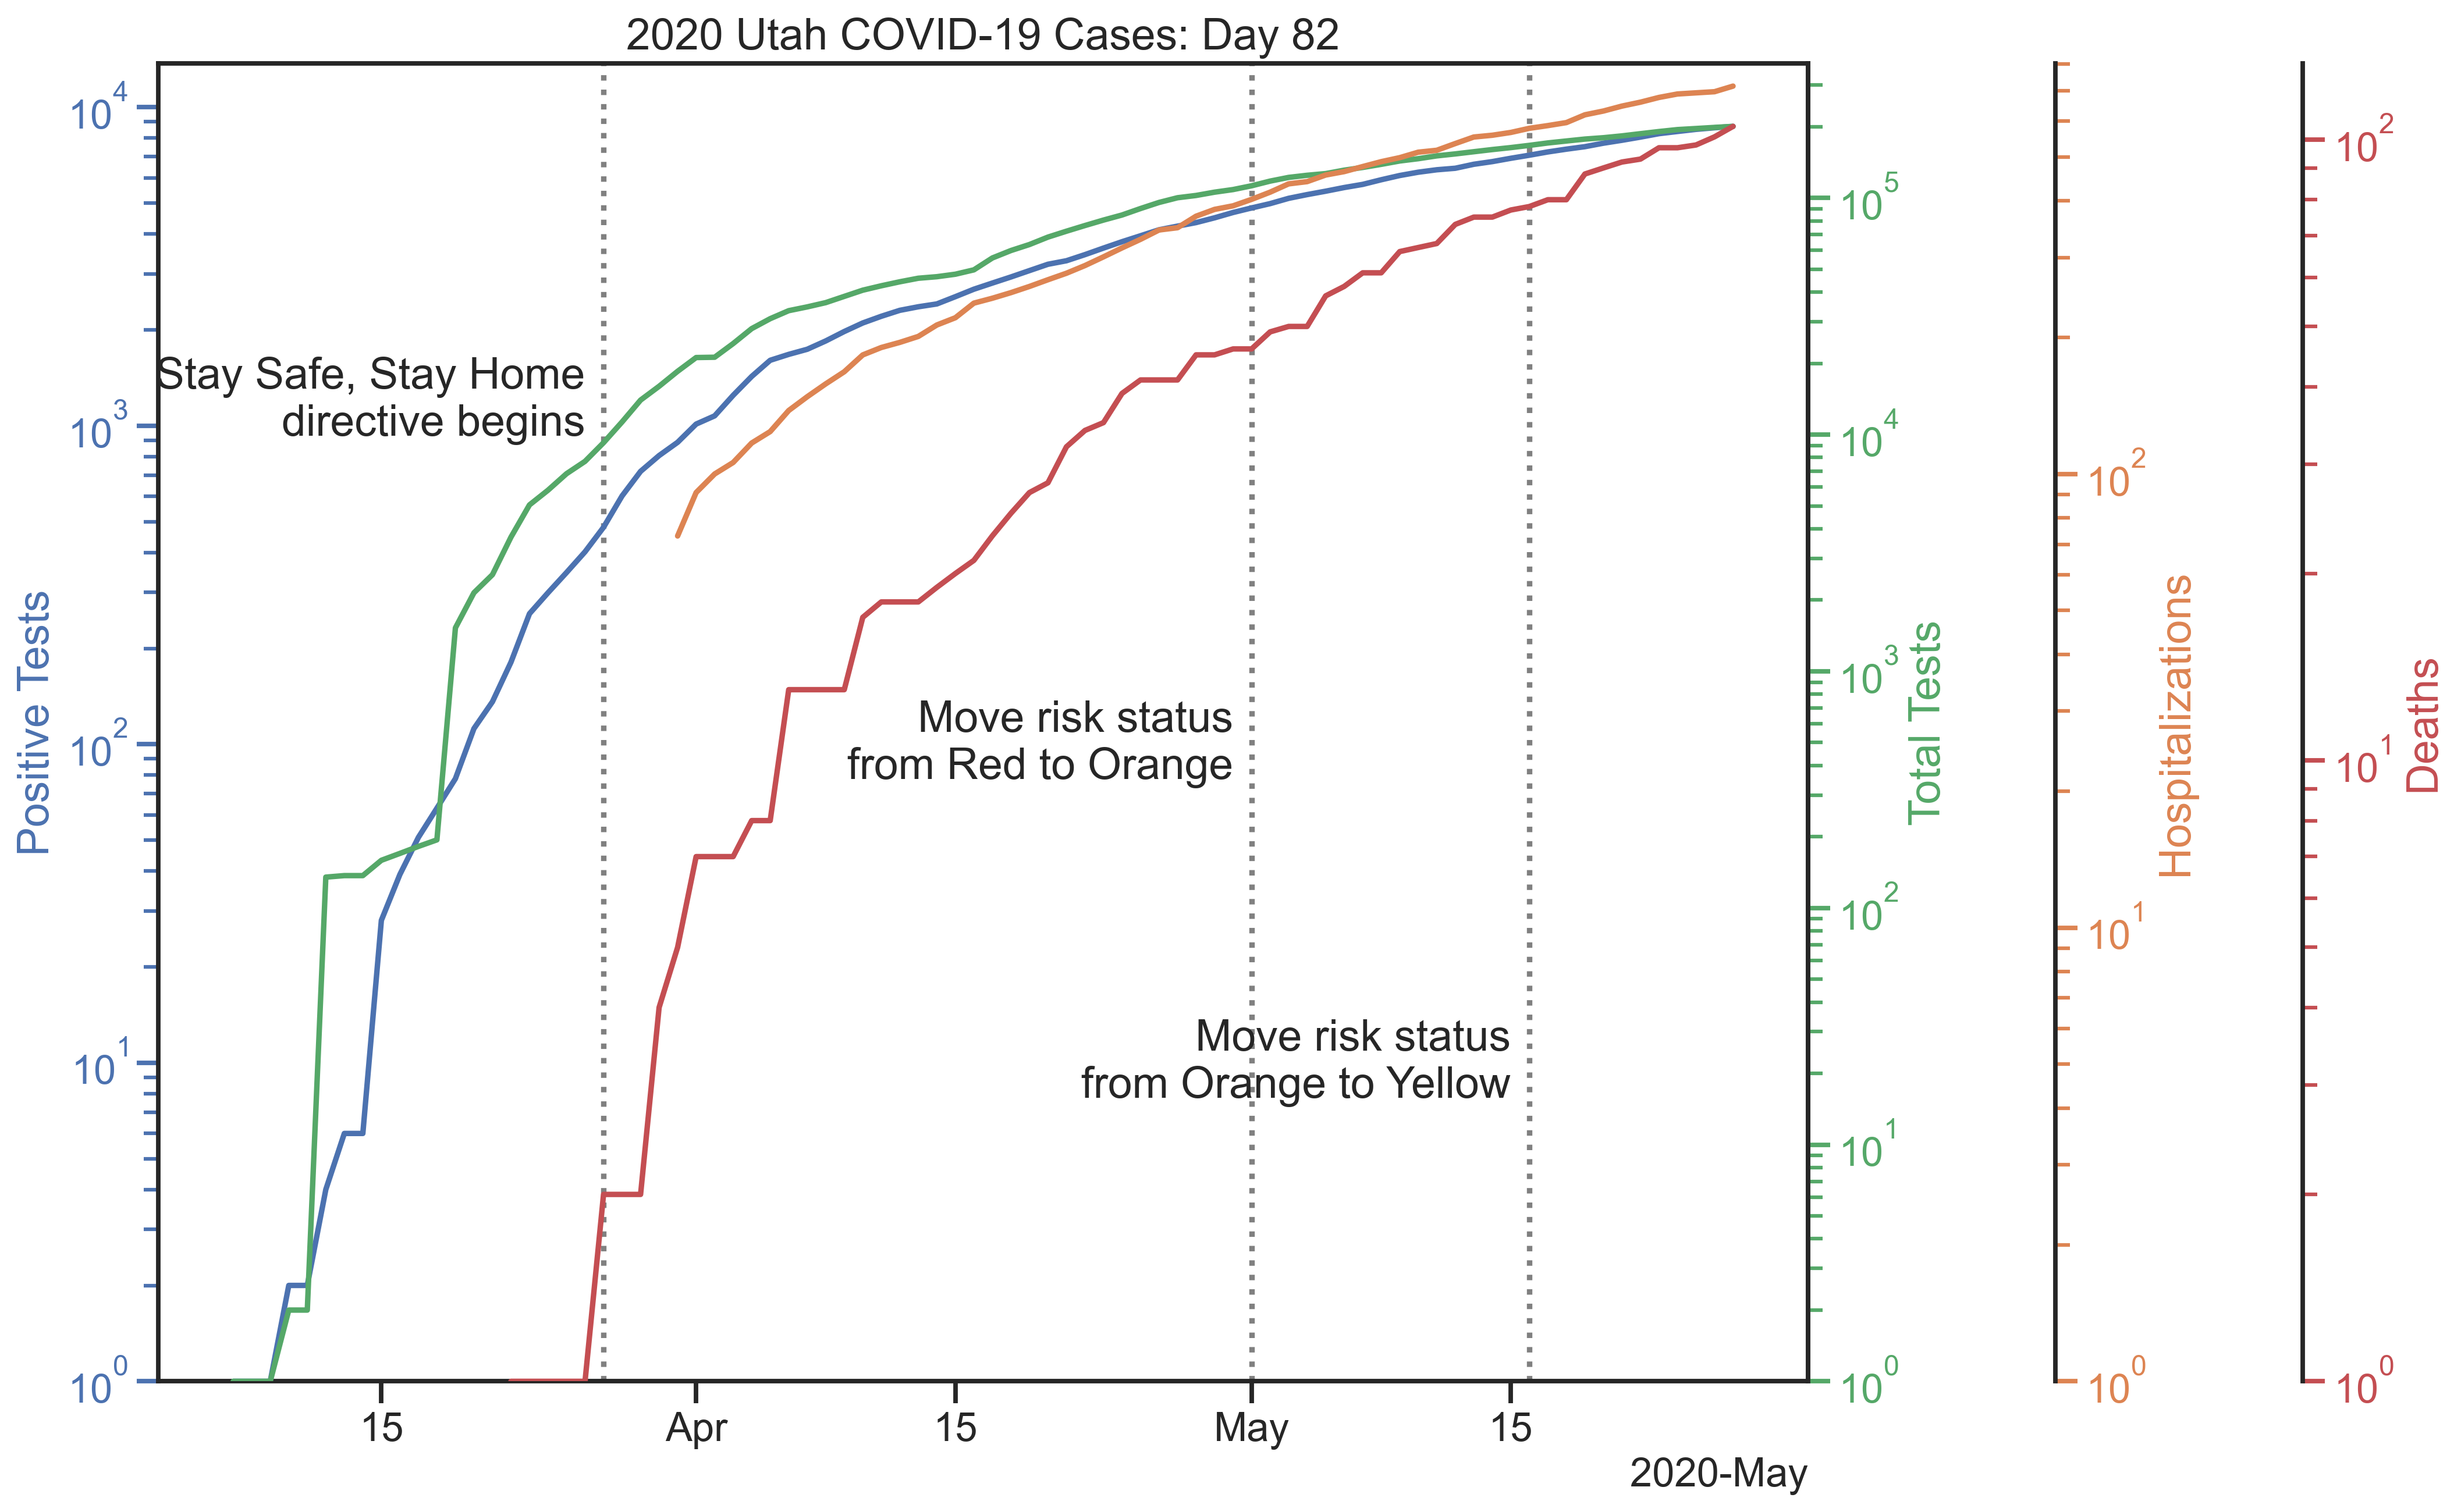 2020 Utah COVID-19 Cases: Day 82
10^4
10^3
10^2
10^1
10^0
Positive Tests
Stay Safe, Stay Home
directive begins
Move risk status
from Red to Orange
Move risk status
from Orange to Yellow
15
Apr
15
May
15
2020-May
10^5
10^4
10^3
10^2
10^1
10^0
Total Tests
10^2
10^1
10^0
Hospitalizations
10^2
10^1
10^0
Deaths